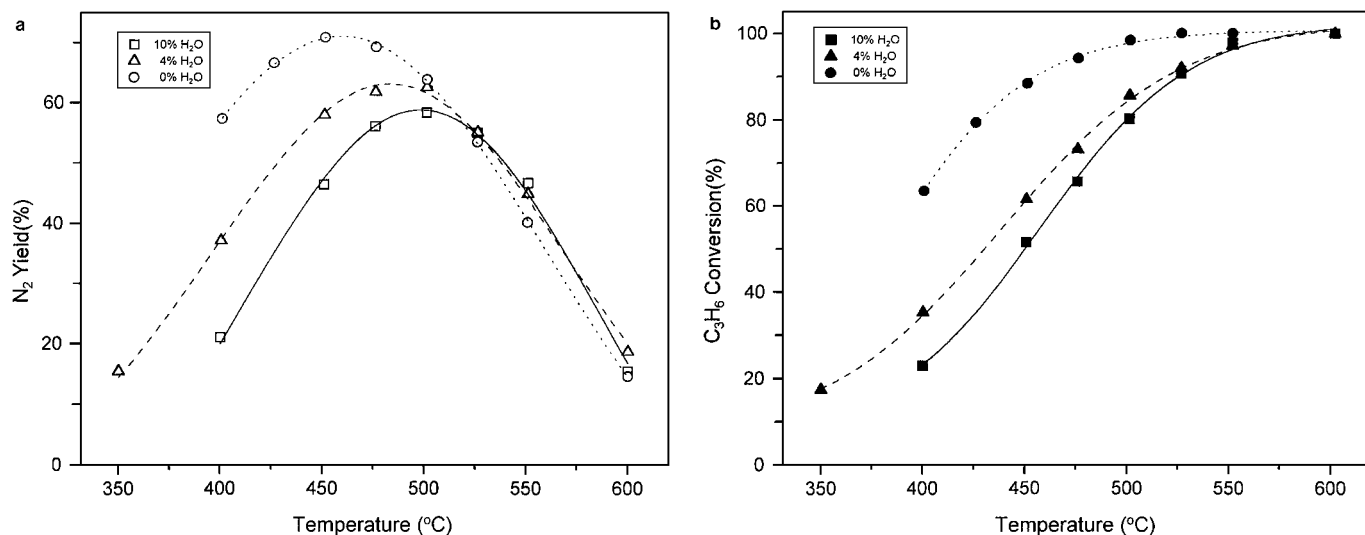 a
10% H₂O
4% H₂O
0% H₂O
N₂ Yield(%)
60
40
20
0
350 400 450 500 550 600
Temperature (°C)
b
10% H₂O
4% H₂O
0% H₂O
C₃H₆ Conversion(%)
100
80
60
40
20
0
350 400 450 500 550 600
Temperature (°C)